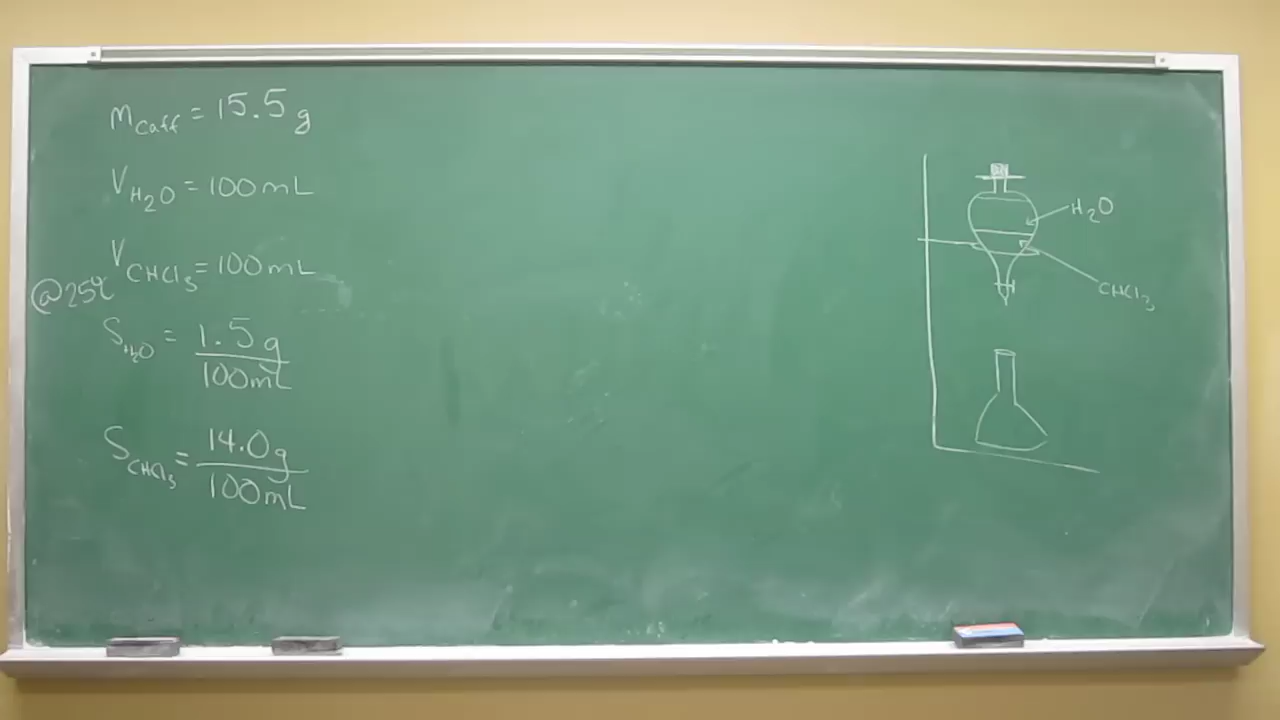 m_Caff = 15.5 g
V_H₂O = 100 mL
V_CHCl₃ = 100 mL
@25°C
S_H₂O = 1.5 g / 100 mL
S_CHCl₃ = 14.0 g / 100 mL
H₂O
CHCl₃